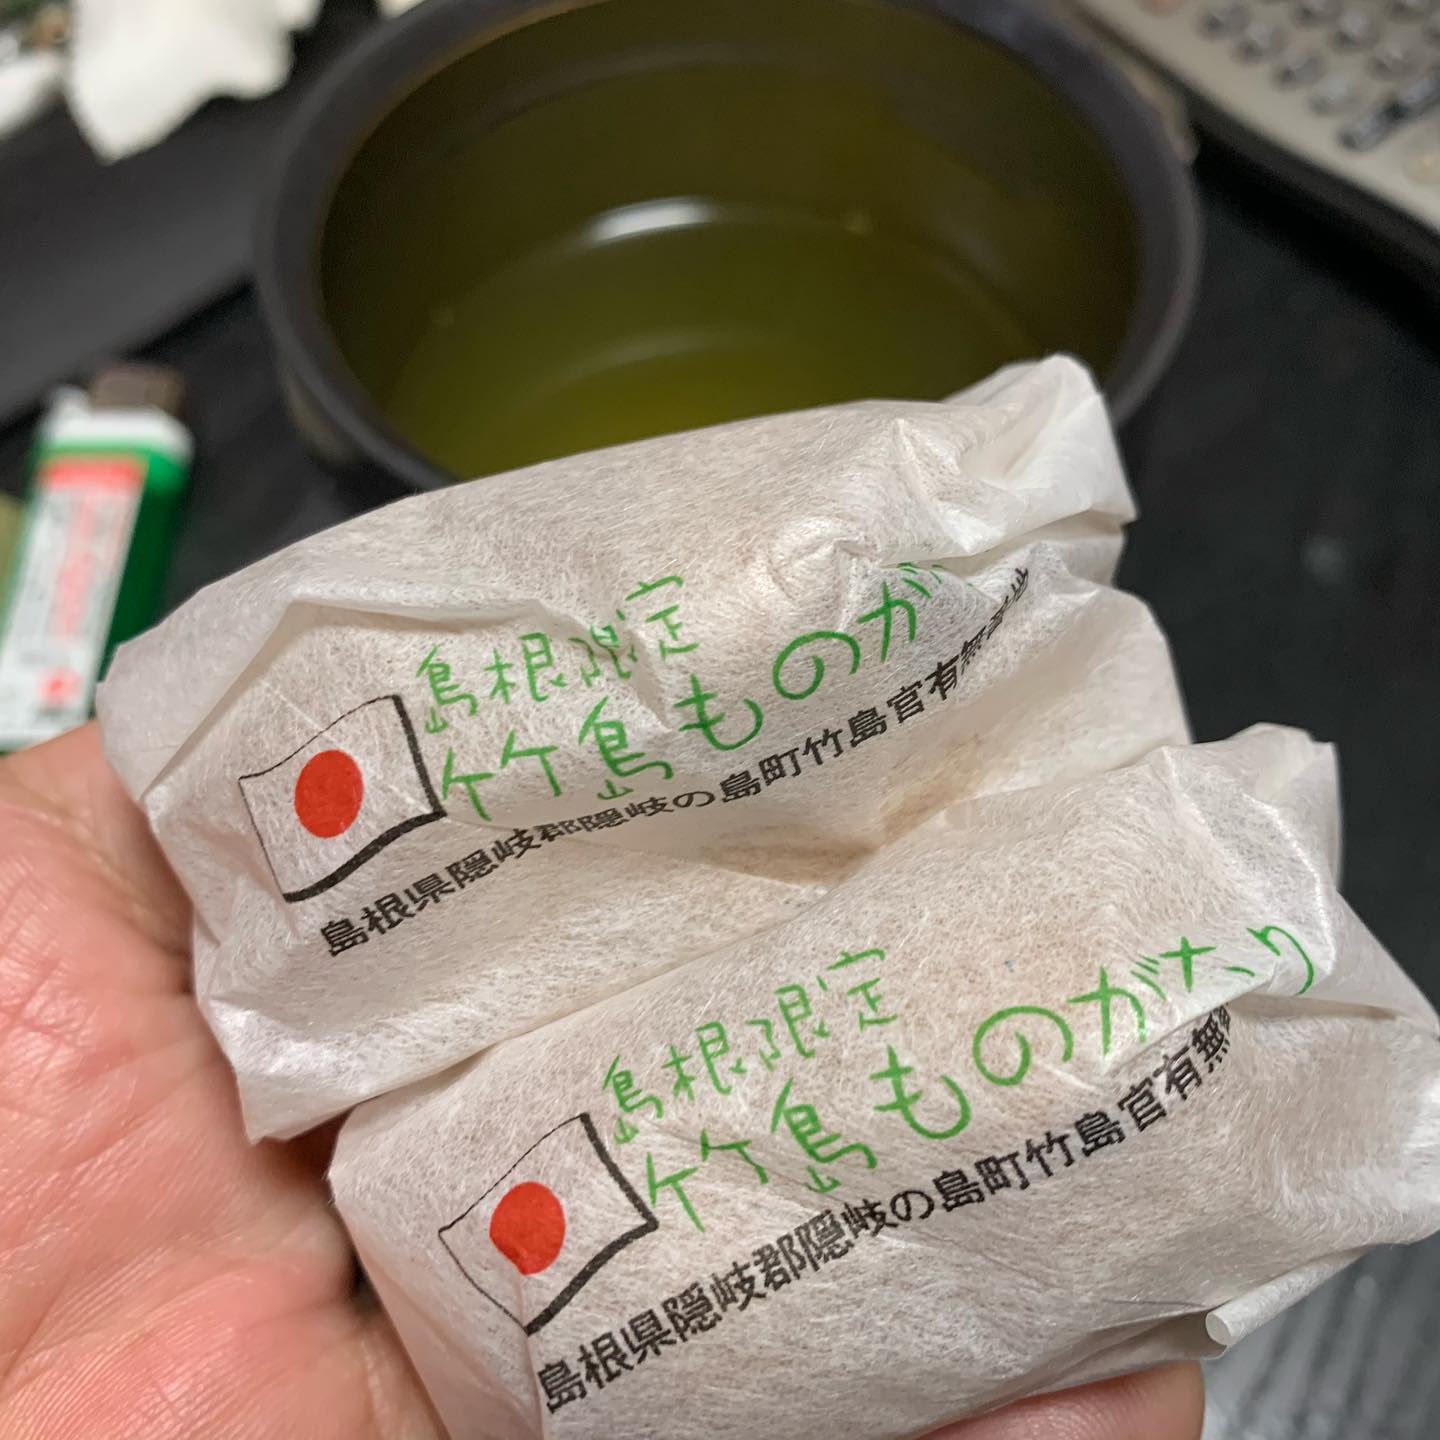 島根限定
竹島ものが
島根県隠岐郡隠岐の島町竹島官有無番地
島根限定
竹島ものがたり
島根県隠岐郡隠岐の島町竹島官有無